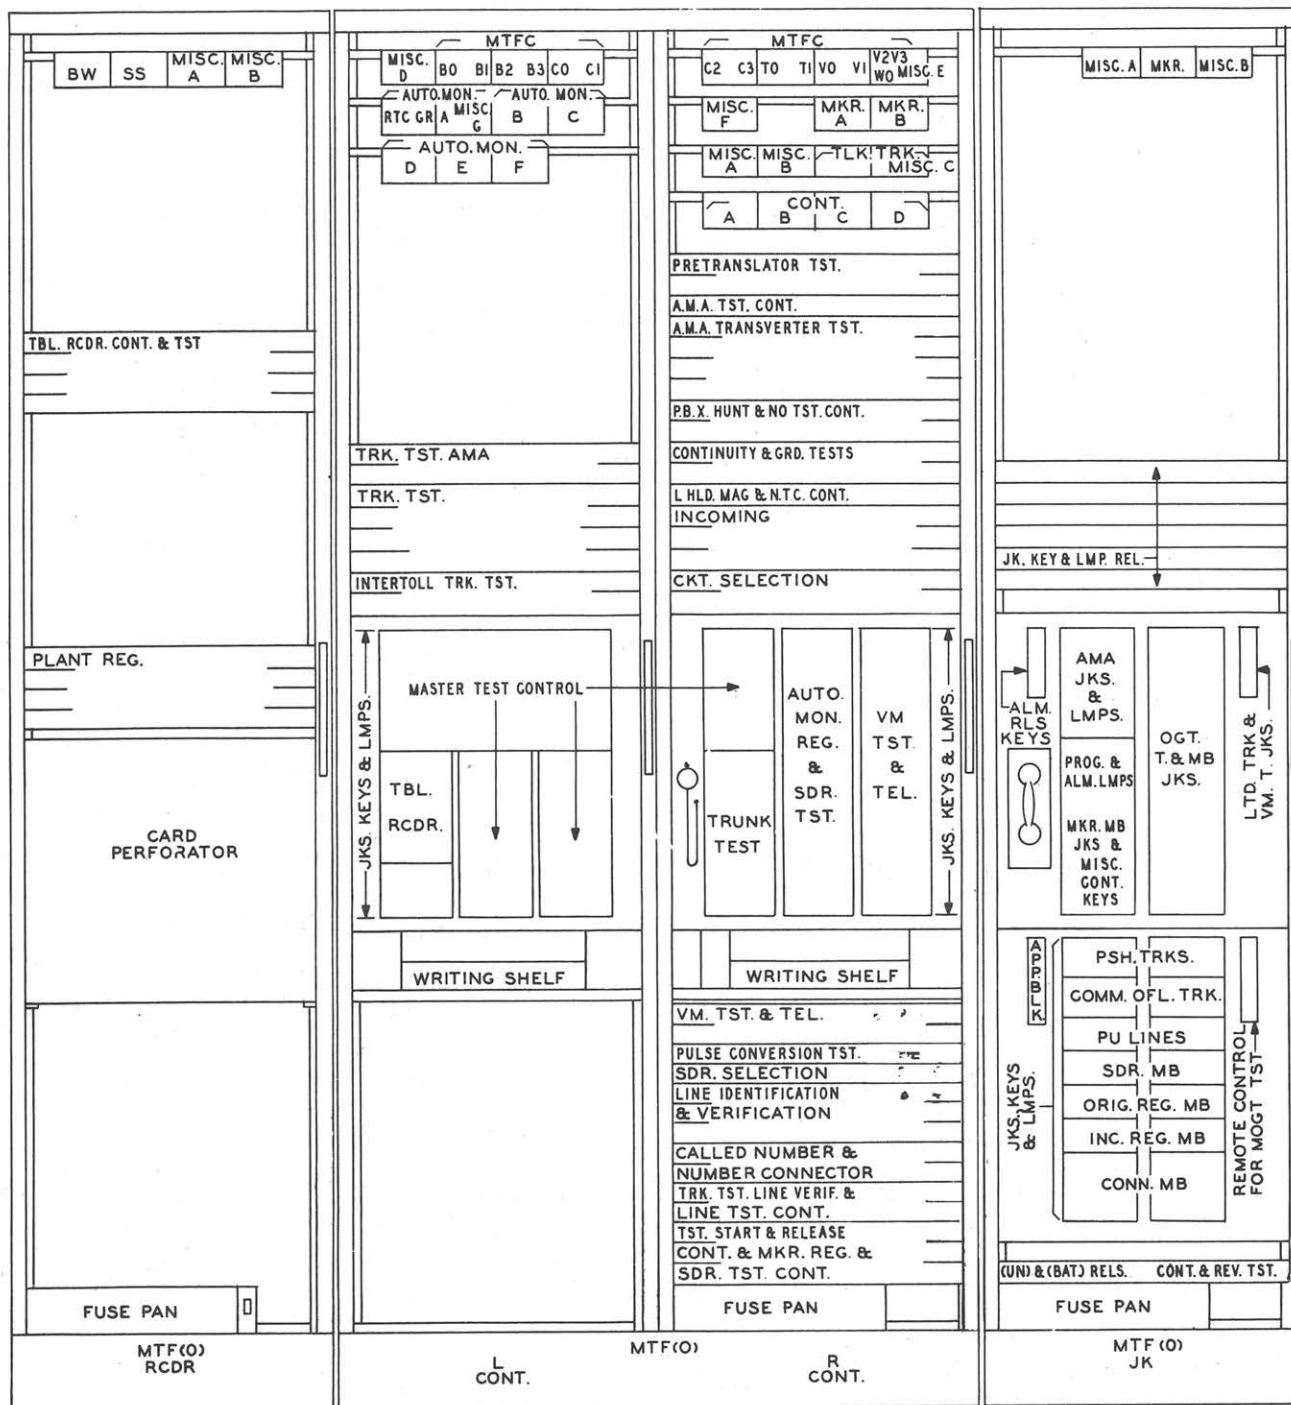 BW SS MISC. A MISC. B
TBL. RCDR. CONT. & TST
PLANT REG.
CARD
PERFORATOR
FUSE PAN
MTF(O)
RCDR
MTFC
MISC. D B0 B1 B2 B3 C0 C1
AUTO. MON. AUTO. MON.
RTC GR A MISC G B C
AUTO. MON.
D E F
TRK. TST. AMA
TRK. TST.
INTERTOLL TRK. TST.
JKS. KEYS & LMPS.
MASTER TEST CONTROL
TBL.
RCDR.
WRITING SHELF
L
CONT.
MTF(O)
MTFC
C2 C3 T0 T1 V0 V1 V2V3
W0 MISC. E
MISC. F MKR. A MKR. B
MISC. A MISC. B TLK. TRK.
MISC. C
CONT.
A B C D
PRETRANSLATOR TST.
A.M.A. TST. CONT.
A.M.A. TRANSVERTER TST.
P.B.X. HUNT & NO TST. CONT.
CONTINUITY & GRD. TESTS
L HLD. MAG & N.T.C. CONT.
INCOMING
CKT. SELECTION
TRUNK
TEST
AUTO.
MON.
REG.
&
SDR.
TST.
VM
TST.
&
TEL.
JKS. KEYS & LMPS.
WRITING SHELF
VM. TST. & TEL.
PULSE CONVERSION TST.
SDR. SELECTION
LINE IDENTIFICATION
& VERIFICATION
CALLED NUMBER &
NUMBER CONNECTOR
TRK. TST. LINE VERIF. &
LINE TST. CONT.
TST. START & RELEASE
CONT. & MKR. REG. &
SDR. TST. CONT.
FUSE PAN
R
CONT.
MISC. A MKR. MISC. B
JK. KEY & LMP. REL.
ALM.
RLS
KEYS
AMA
JKS.
&
LMPS.
PROG. &
ALM. LMPS
MKR. MB
JKS &
MISC.
CONT.
KEYS
OGT.
T. & MB
JKS.
LTD. TRK &
VM. T. JKS.
APP. BLK
JKS. KEYS
& LMPS.
PSH. TRKS.
COMM. OFL. TRK.
PU LINES
SDR. MB
ORIG. REG. MB
INC. REG. MB
CONN. MB
REMOTE CONTROL
FOR MOGT TST
(UN) & (BAT) RELS. CONT. & REV. TST.
FUSE PAN
MTF (O)
JK